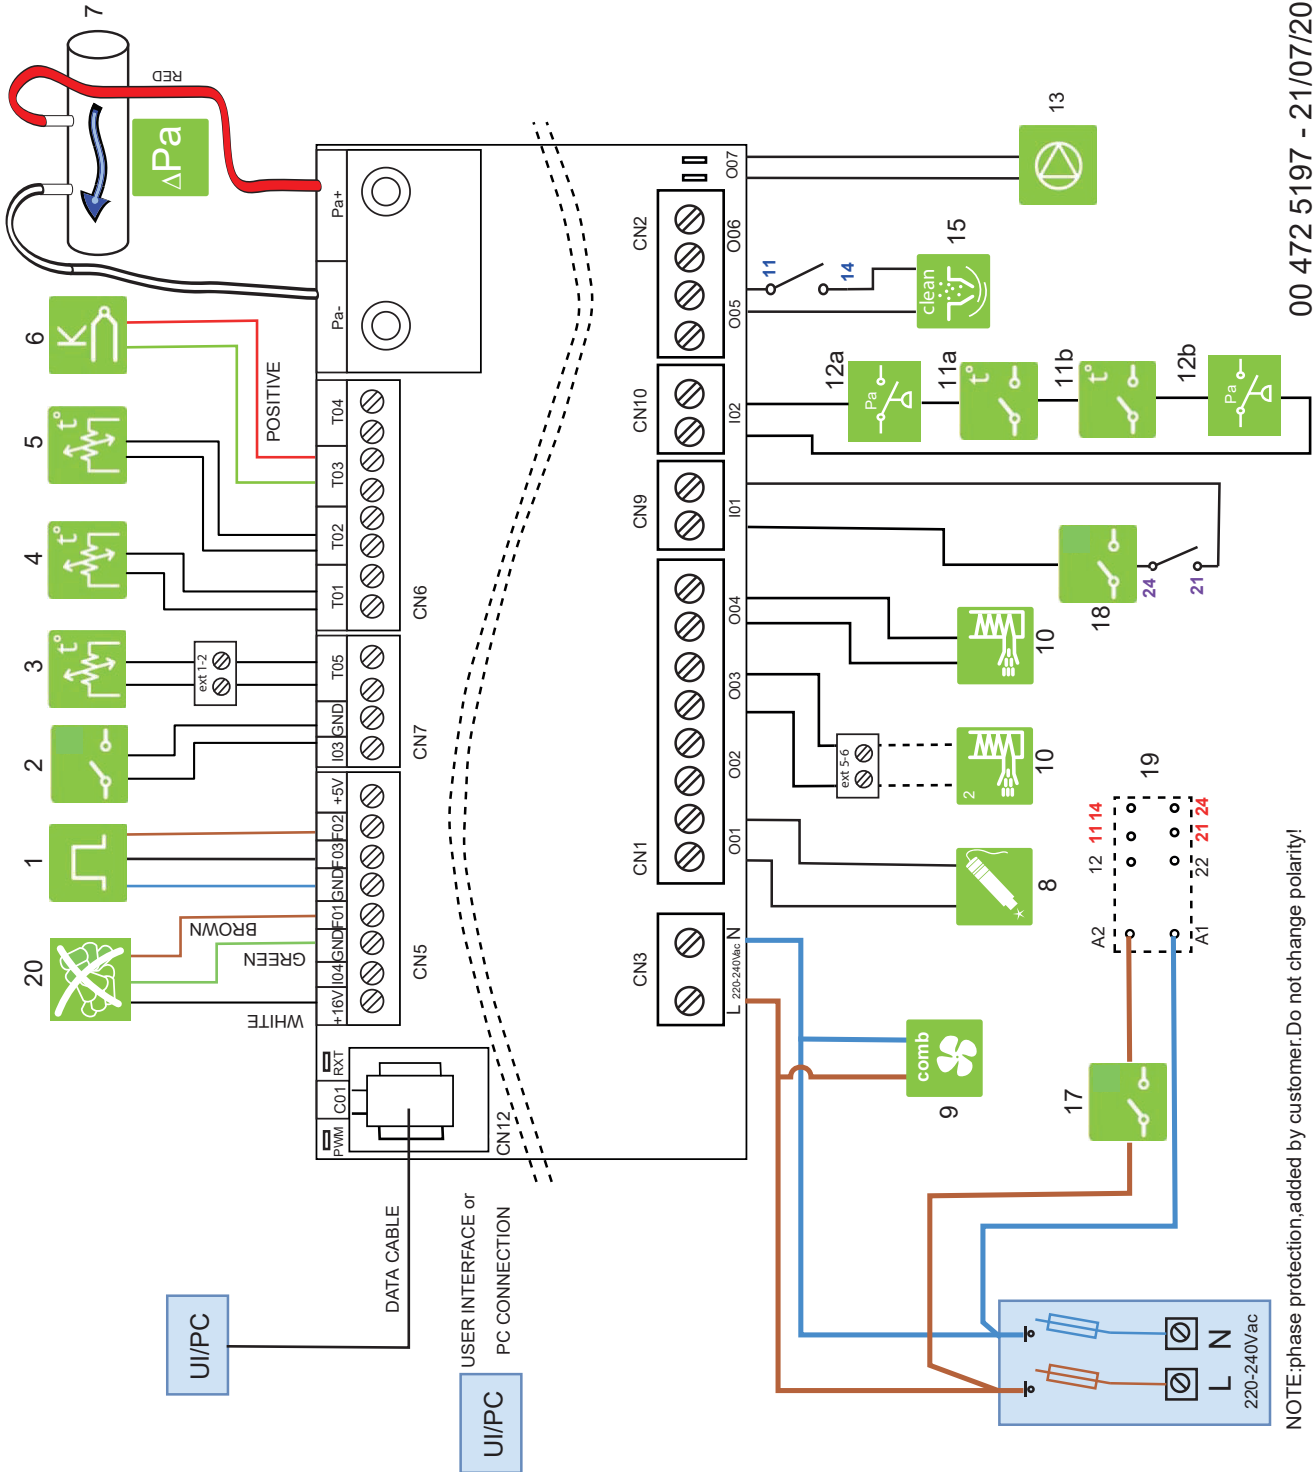 7
RED
ΔPa
6
K
5
t°
4
t°
3
t°
2
1
20
POSITIVE
ext 1-2
BROWN
GREEN
WHITE
Pa+
Pa-
T04
T03
T02
T01
T05
GND
I03
+5V
F02
F03
GND
F01
GND
I04
+16V
RXT
C01
PWM
CN6
CN7
CN5
CN12
DATA CABLE
UI/PC
USER INTERFACE or
PC CONNECTION
UI/PC
CN2
CN10
CN9
CN1
CN3
O07
O06
O05
I02
I01
O04
O03
O02
O01
N
220-240Vac
L
13
11
14
15
clean
12a
Pa
11a
t°
11b
t°
12b
Pa
18
24
21
10
ext 5-6
2
10
8
comb
9
17
19
A2
12
11 14
A1
22
21 24
L
N
220-240Vac
NOTE:phase protection,added by customer.Do not change polarity!
00 472 5197 - 21/07/20